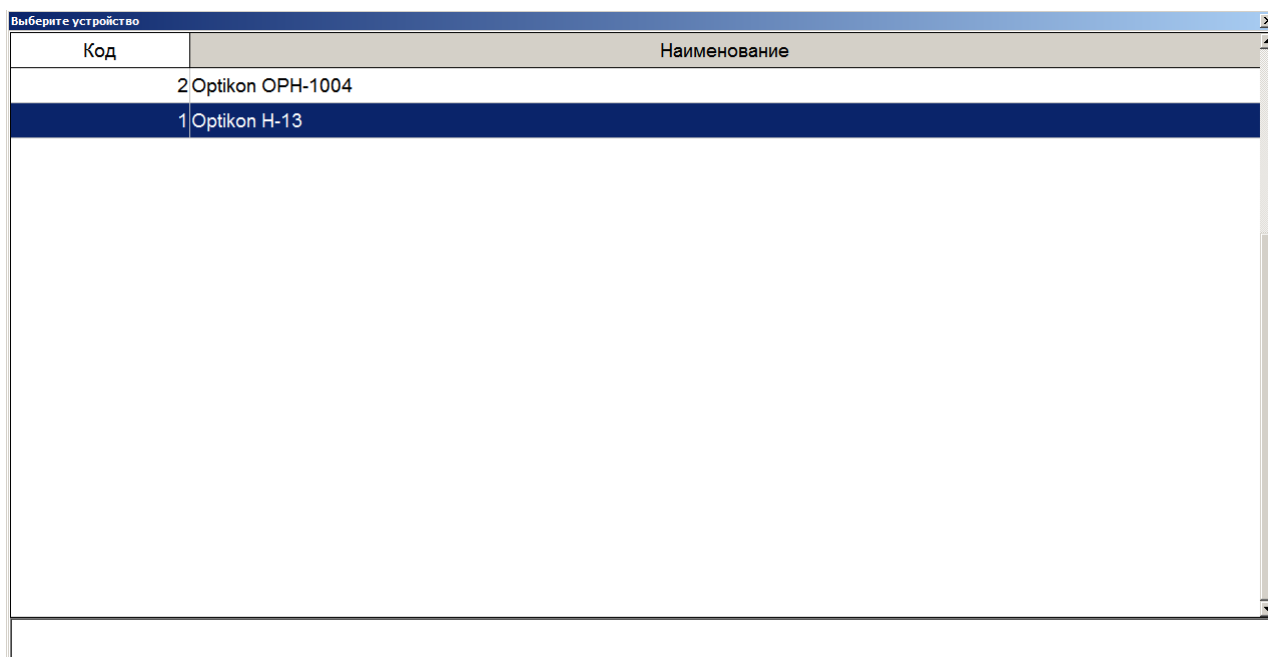 Выберите устройство
Код Наименование
2 Optikon OPH-1004
1 Optikon H-13